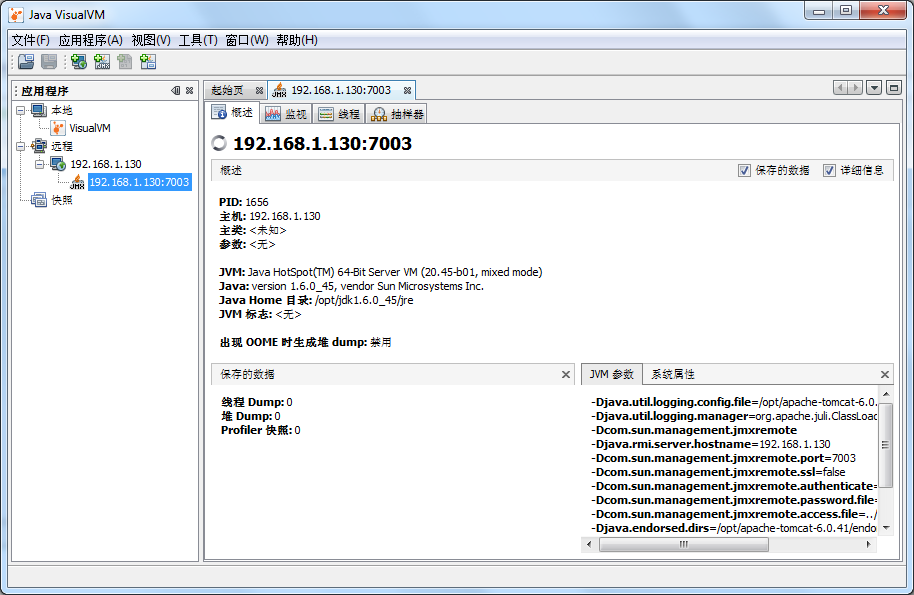 Java VisualVM
文件(F) 应用程序(A) 视图(V) 工具(T) 窗口(W) 帮助(H)
应用程序
本地
VisualVM
远程
192.168.1.130
JMX 192.168.1.130:7003
快照
起始页 JMX 192.168.1.130:7003
概述 监视 线程 抽样器
192.168.1.130:7003
概述 保存的数据 详细信息
PID: 1656
主机: 192.168.1.130
主类: <未知>
参数: <无>
JVM: Java HotSpot(TM) 64-Bit Server VM (20.45-b01, mixed mode)
Java: version 1.6.0_45, vendor Sun Microsystems Inc.
Java Home 目录: /opt/jdk1.6.0_45/jre
JVM 标志: <无>
出现 OOME 时生成堆 dump: 禁用
保存的数据
线程 Dump: 0
堆 Dump: 0
Profiler 快照: 0
JVM 参数 系统属性
-Djava.util.logging.config.file=/opt/apache-tomcat-6.0.
-Djava.util.logging.manager=org.apache.juli.ClassLoad
-Dcom.sun.management.jmxremote
-Djava.rmi.server.hostname=192.168.1.130
-Dcom.sun.management.jmxremote.port=7003
-Dcom.sun.management.jmxremote.ssl=false
-Dcom.sun.management.jmxremote.authenticate=
-Dcom.sun.management.jmxremote.password.file=
-Dcom.sun.management.jmxremote.access.file=../
-Djava.endorsed.dirs=/opt/apache-tomcat-6.0.41/endo